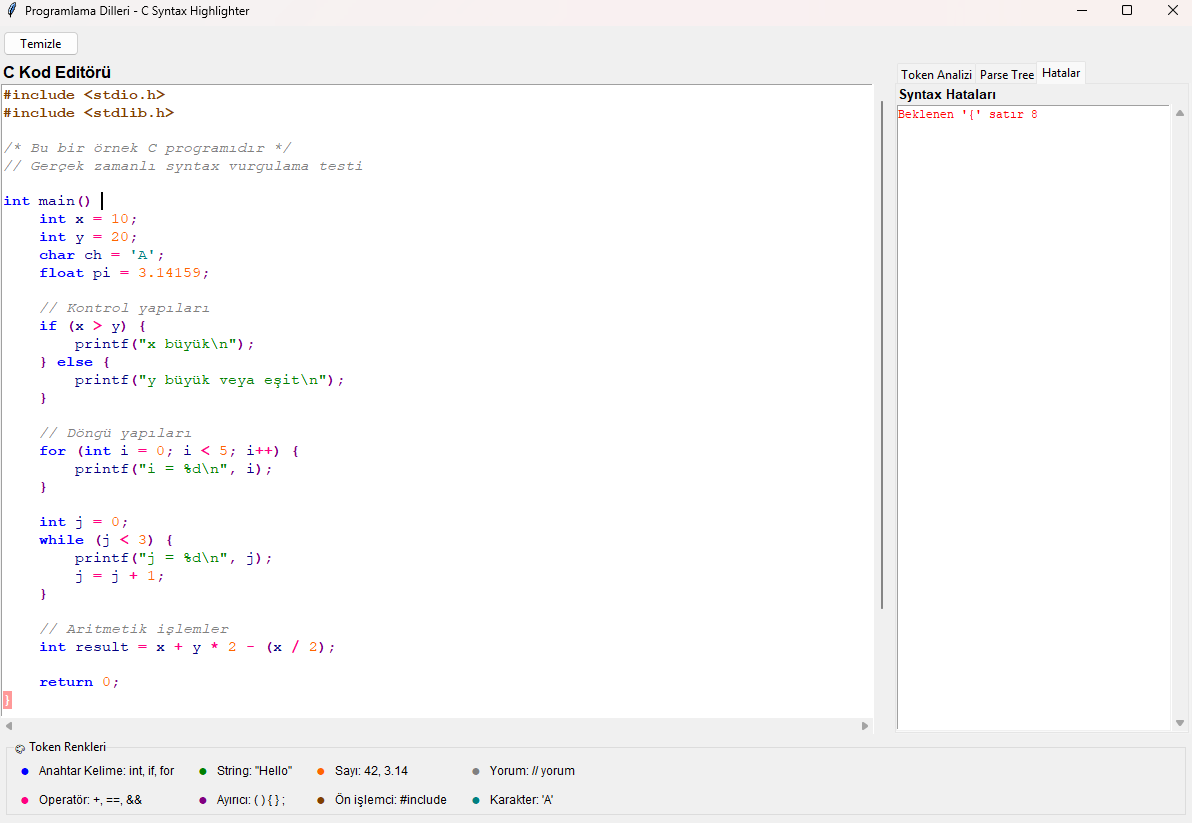 Programlama Dilleri - C Syntax Highlighter
Temizle
C Kod Editörü
#include <stdio.h>
#include <stdlib.h>
/* Bu bir örnek C programıdır */
// Gerçek zamanlı syntax vurgulama testi
int main()
    int x = 10;
    int y = 20;
    char ch = 'A';
    float pi = 3.14159;
    // Kontrol yapıları
    if (x > y) {
        printf("x büyük\n");
    } else {
        printf("y büyük veya eşit\n");
    }
    // Döngü yapıları
    for (int i = 0; i < 5; i++) {
        printf("i = %d\n", i);
    }
    int j = 0;
    while (j < 3) {
        printf("j = %d\n", j);
        j = j + 1;
    }
    // Aritmetik işlemler
    int result = x + y * 2 - (x / 2);
    return 0;
}
Token Analizi Parse Tree Hatalar
Syntax Hataları
Beklenen '{' satır 8
Token Renkleri
Anahtar Kelime: int, if, for String: "Hello" Sayı: 42, 3.14 Yorum: // yorum
Operatör: +, ==, && Ayırıcı: ( ) { } ; Ön işlemci: #include Karakter: 'A'